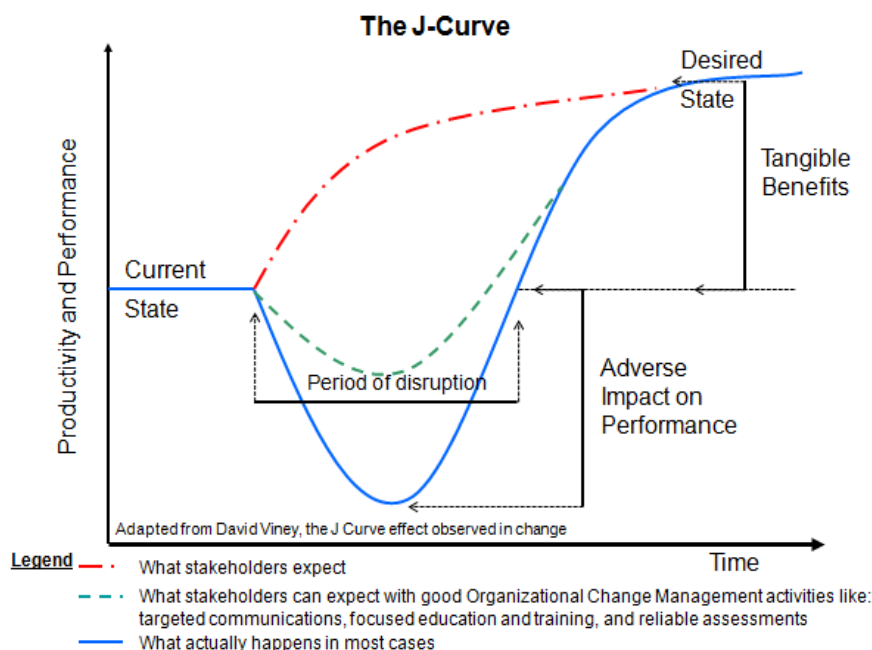 The J-Curve
Productivity and Performance
Desired
State
Tangible
Benefits
Current
State
Period of disruption
Adverse
Impact on
Performance
Adapted from David Viney, the J Curve effect observed in change
Time
Legend
What stakeholders expect
What stakeholders can expect with good Organizational Change Management activities like:
targeted communications, focused education and training, and reliable assessments
What actually happens in most cases